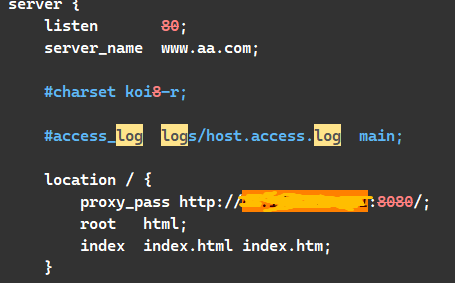 server {
listen 80;
server_name www.aa.com;
#charset koi8-r;
#access_log logs/host.access.log main;
location / {
proxy_pass http:// :8080/;
root html;
index index.html index.htm;
}